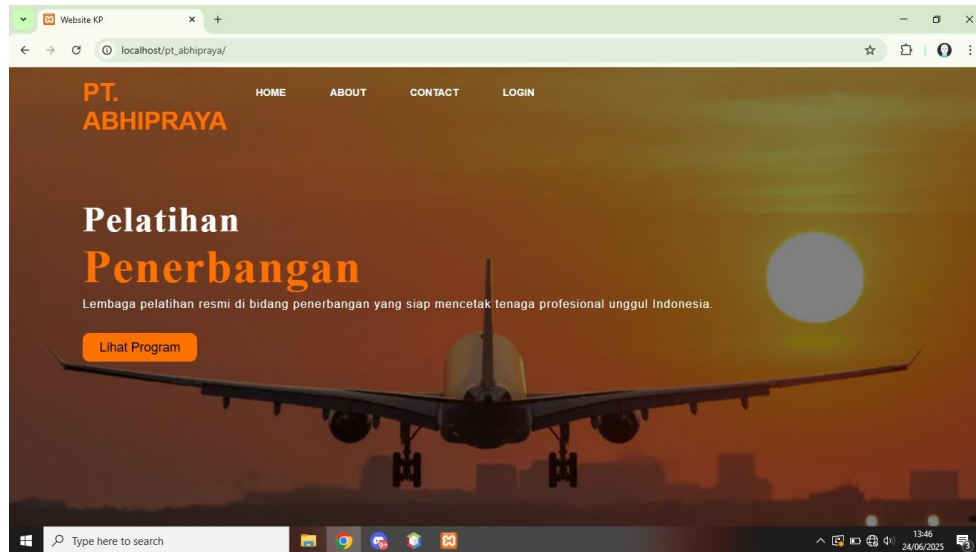 Website KP
localhost/pt_abhipraya/
PT.
ABHIPRAYA
HOME ABOUT CONTACT LOGIN
Pelatihan
Penerbangan
Lembaga pelatihan resmi di bidang penerbangan yang siap mencetak tenaga profesional unggul Indonesia.
Lihat Program
Type here to search
13:46
24/06/2025
3